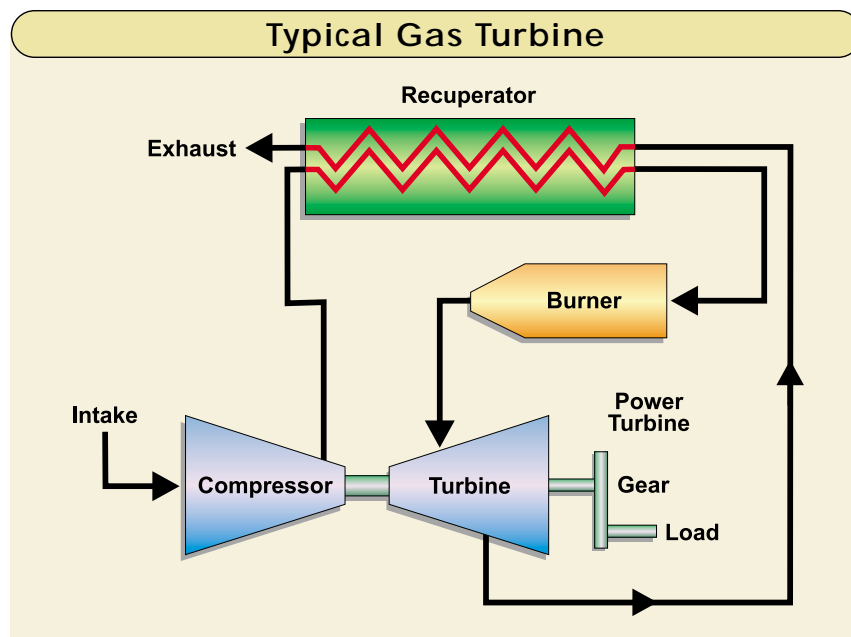 Typical Gas Turbine
Recuperator
Exhaust
Burner
Intake
Power
Turbine
Compressor
Turbine
Gear
Load